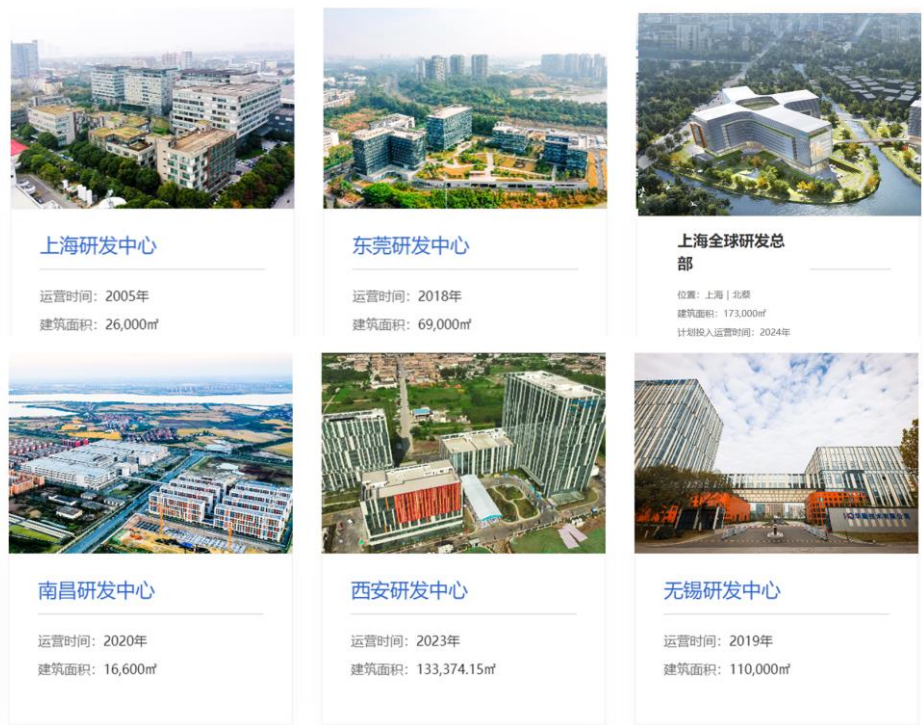 上海研发中心
运营时间：2005年
建筑面积：26,000㎡
东莞研发中心
运营时间：2018年
建筑面积：69,000㎡
上海全球研发总
部
位置：上海 | 北蔡
建筑面积：173,000㎡
计划投入运营时间：2024年
南昌研发中心
运营时间：2020年
建筑面积：16,600㎡
西安研发中心
运营时间：2023年
建筑面积：133,374.15㎡
无锡研发中心
运营时间：2019年
建筑面积：110,000㎡